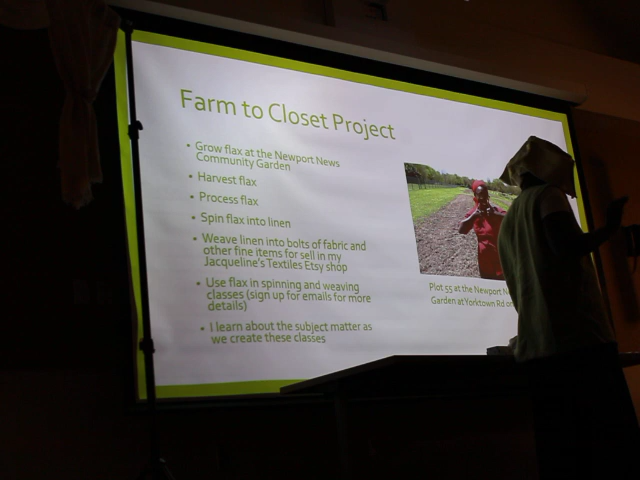 Farm to Closet Project
• Grow flax at the Newport News
Community Garden
• Harvest flax
• Process flax
• Spin flax into linen
• Weave linen into bolts of fabric and
other fine items for sell in my
Jacqueline's Textiles Etsy shop
• Use flax in spinning and weaving
classes (sign up for emails for more
details)
• I learn about the subject matter as
we create these classes
Plot 55 at the Newport
Garden at Yorktown Rd